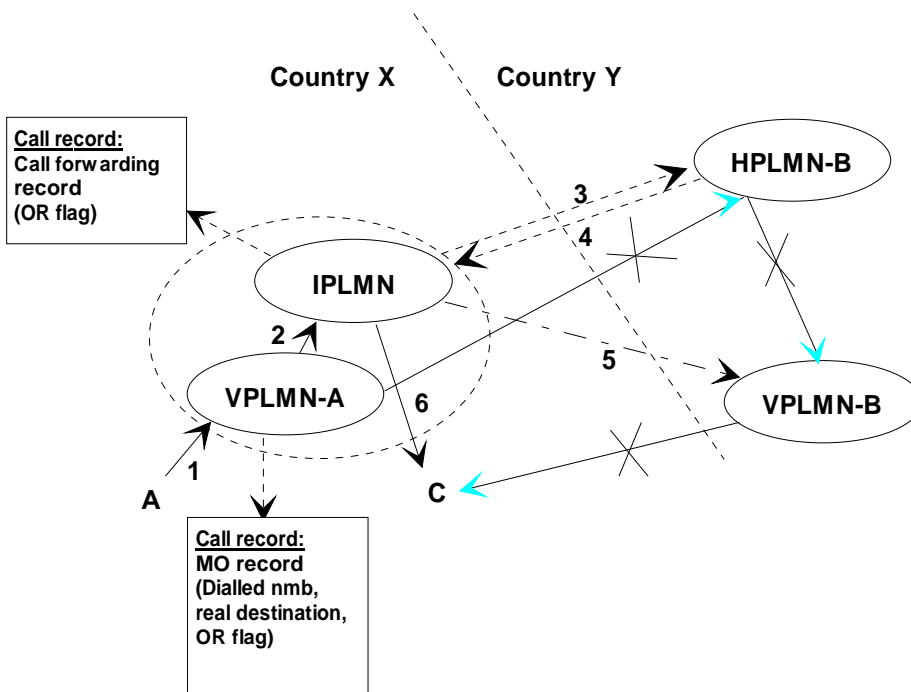 Country X
Country Y
Call record:
Call forwarding
record
(OR flag)
HPLMN-B
3
4
IPLMN
2
5
VPLMN-A
6
VPLMN-B
1
A
C
Call record:
MO record
(Dialled nmb,
real destination,
OR flag)